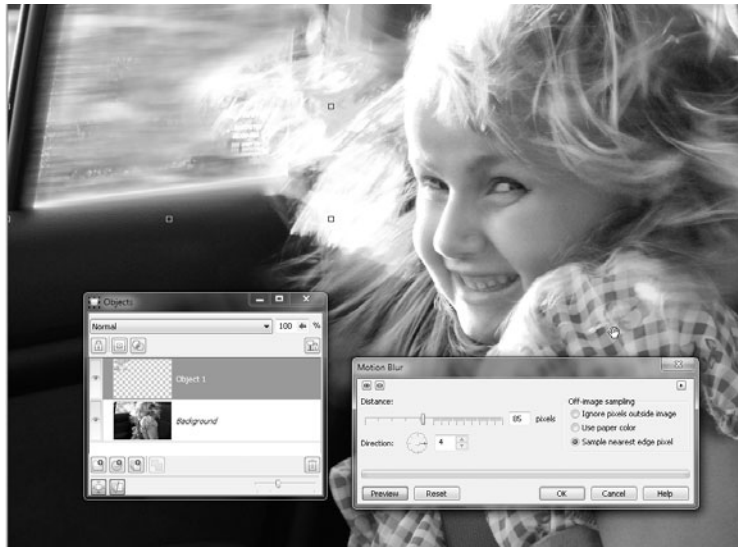 Objects
Normal
100 %
Object 1
Background
Motion Blur
Distance:
85 pixels
Direction:
4
Off-image sampling
Ignore pixels outside image
Use paper color
Sample nearest edge pixel
Preview
Reset
OK
Cancel
Help